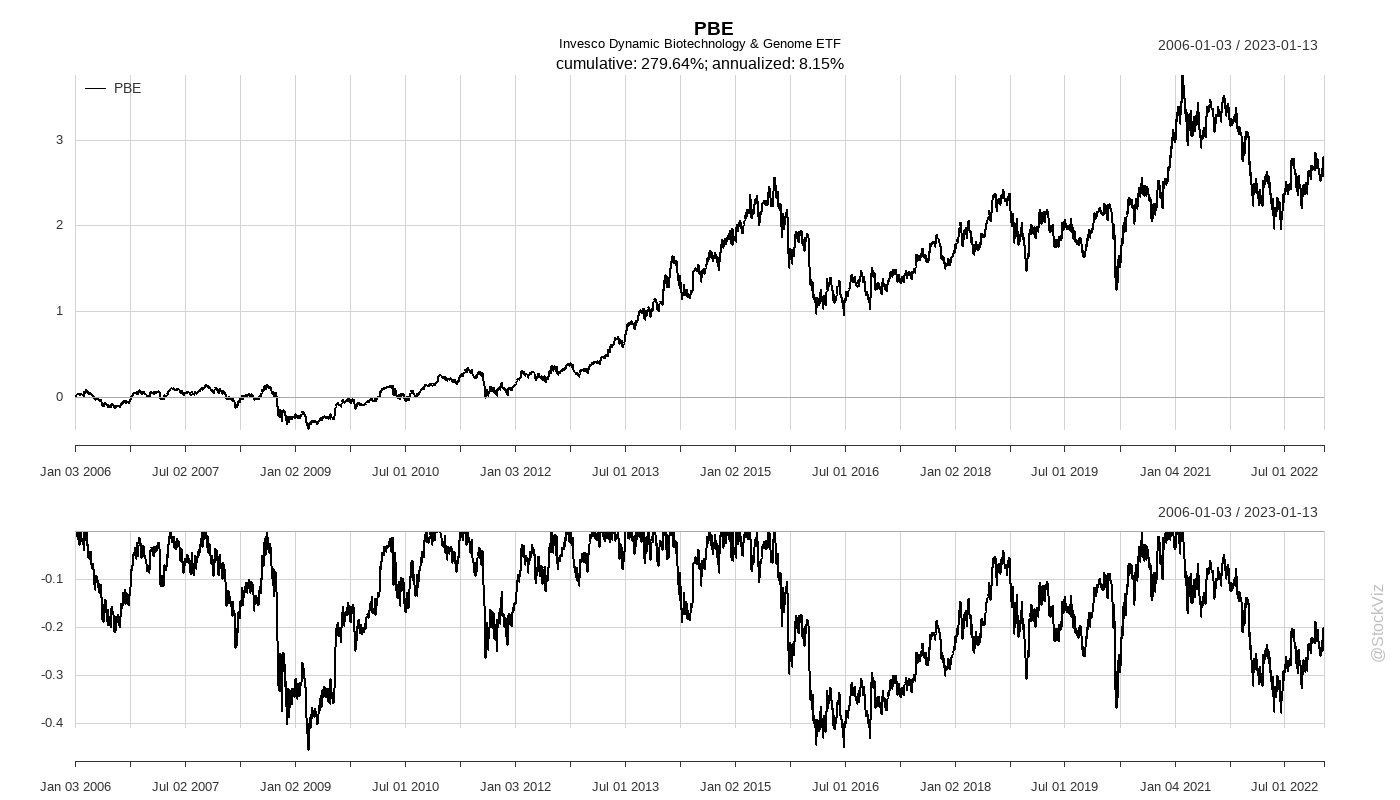 PBE
Invesco Dynamic Biotechnology & Genome ETF
cumulative: 279.64%; annualized: 8.15%
2006-01-03 / 2023-01-13
PBE
3
2
1
0
Jan 03 2006 Jul 02 2007 Jan 02 2009 Jul 01 2010 Jan 03 2012 Jul 01 2013 Jan 02 2015 Jul 01 2016 Jan 02 2018 Jul 01 2019 Jan 04 2021 Jul 01 2022
2006-01-03 / 2023-01-13
-0.1
-0.2
-0.3
-0.4
Jan 03 2006 Jul 02 2007 Jan 02 2009 Jul 01 2010 Jan 03 2012 Jul 01 2013 Jan 02 2015 Jul 01 2016 Jan 02 2018 Jul 01 2019 Jan 04 2021 Jul 01 2022
@StockViz